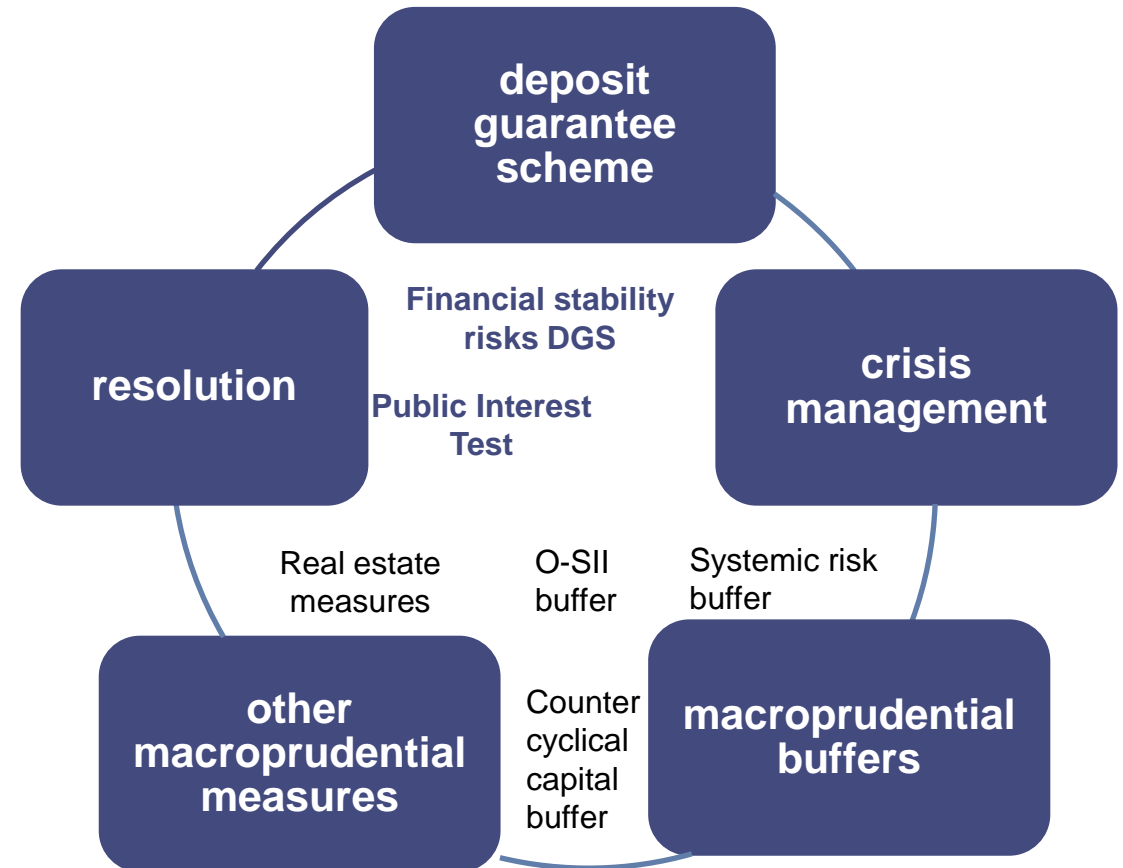 deposit
guarantee
scheme
Financial stability
risks DGS
resolution
Public Interest
Test
crisis
management
Real estate
measures
O-SII
buffer
Systemic risk
buffer
other
macroprudential
measures
Counter
cyclical
capital
buffer
macroprudential
buffers